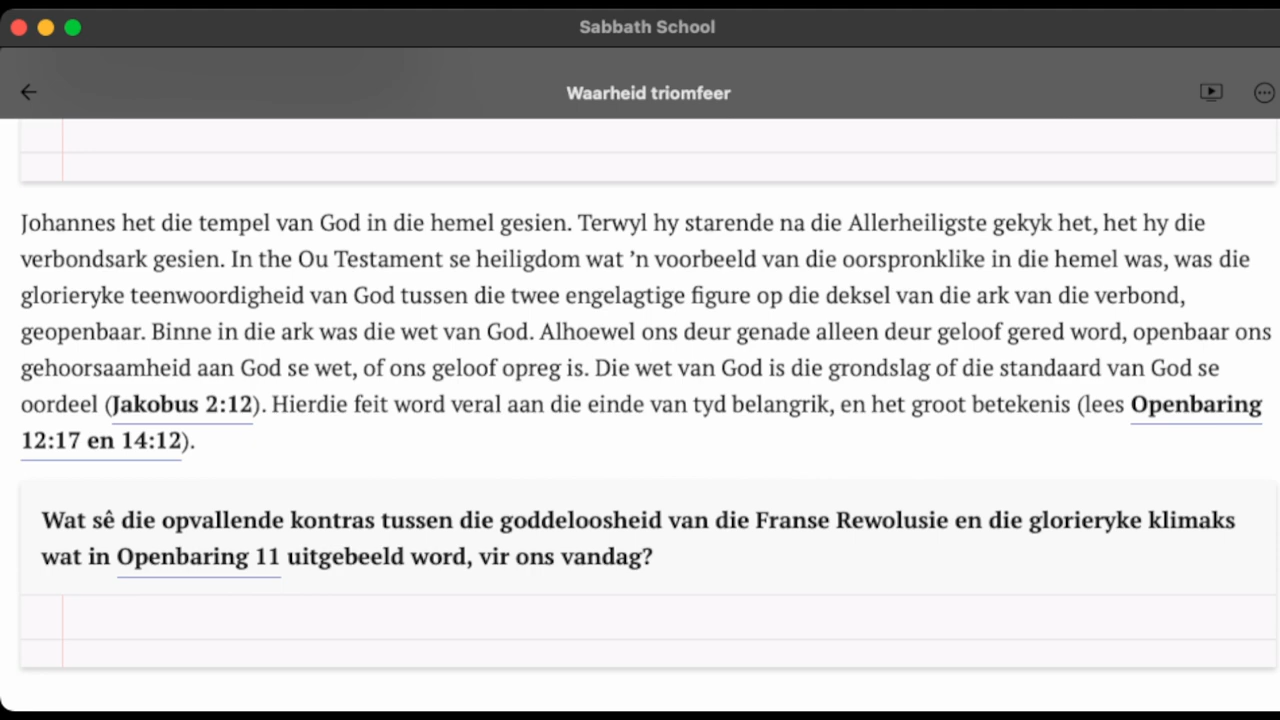 Sabbath School
Waarheid triomfeer
Johannes het die tempel van God in die hemel gesien. Terwyl hy starende na die Allerheiligste gekyk het, het hy die
verbondsark gesien. In the Ou Testament se heiligdom wat ’n voorbeeld van die oorspronklike in die hemel was, was die
glorieryke teenwoordigheid van God tussen die twee engelagtige figure op die deksel van die ark van die verbond,
geopenbaar. Binne in die ark was die wet van God. Alhoewel ons deur genade alleen deur geloof gered word, openbaar ons
gehoorsaamheid aan God se wet, of ons geloof opreg is. Die wet van God is die grondslag of die standaard van God se
oordeel (Jakobus 2:12). Hierdie feit word veral aan die einde van tyd belangrik, en het groot betekenis (lees Openbaring
12:17 en 14:12).
Wat sê die opvallende kontras tussen die goddeloosheid van die Franse Rewolusie en die glorieryke klimaks
wat in Openbaring 11 uitgebeeld word, vir ons vandag?